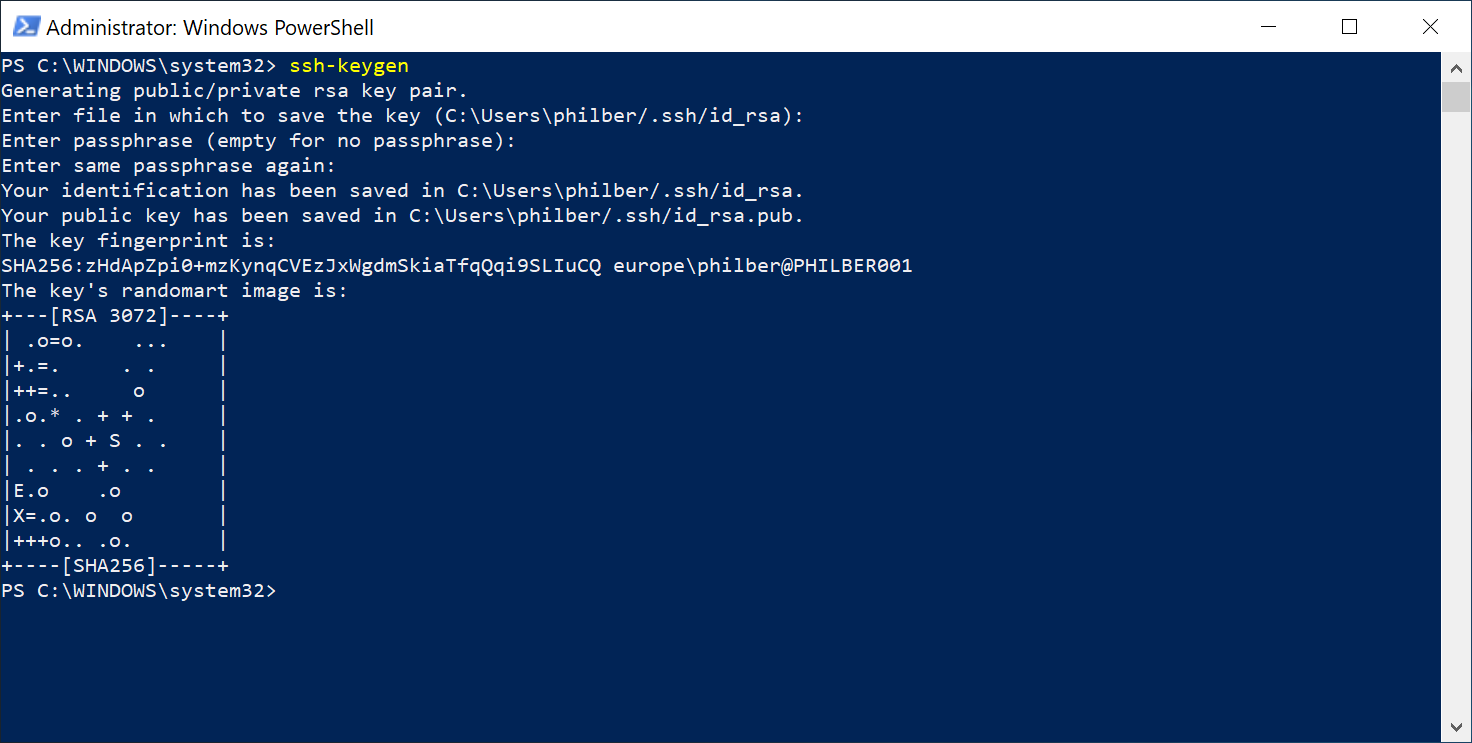 Administrator: Windows PowerShell
PS C:\WINDOWS\system32> ssh-keygen
Generating public/private rsa key pair.
Enter file in which to save the key (C:\Users\philber/.ssh/id_rsa):
Enter passphrase (empty for no passphrase):
Enter same passphrase again:
Your identification has been saved in C:\Users\philber/.ssh/id_rsa.
Your public key has been saved in C:\Users\philber/.ssh/id_rsa.pub.
The key fingerprint is:
SHA256:zHdApZpi0+mzKynqCVEzJxWgdmSkiaTfqQqi9SLIuCQ europe\philber@PHILBER001
The key's randomart image is:
+---[RSA 3072]----+
| .o=o.    ...    |
|+.=.     . .     |
|++=..     o      |
|.o.* . + + .     |
|. . o + S . .    |
| . . . + . .     |
|E.o    .o        |
|X=.o. o  o       |
|+++o.. .o.       |
+----[SHA256]-----+
PS C:\WINDOWS\system32>